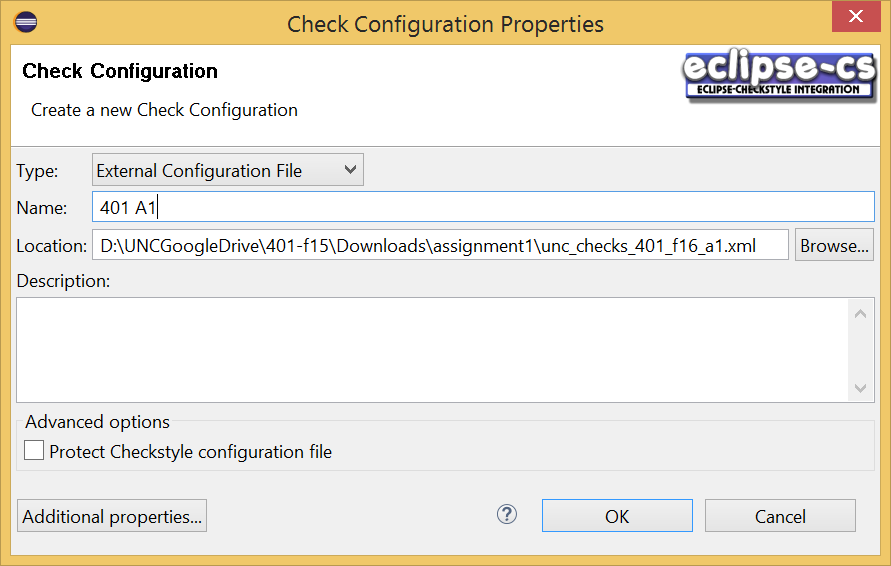 Check Configuration Properties
Check Configuration
eclipse-cs
ECLIPSE-CHECKSTYLE INTEGRATION
Create a new Check Configuration
Type: External Configuration File
Name: 401 A1
Location: D:\UNCGoogleDrive\401-f15\Downloads\assignment1\unc_checks_401_f16_a1.xml Browse...
Description:
Advanced options
Protect Checkstyle configuration file
Additional properties... ? OK Cancel